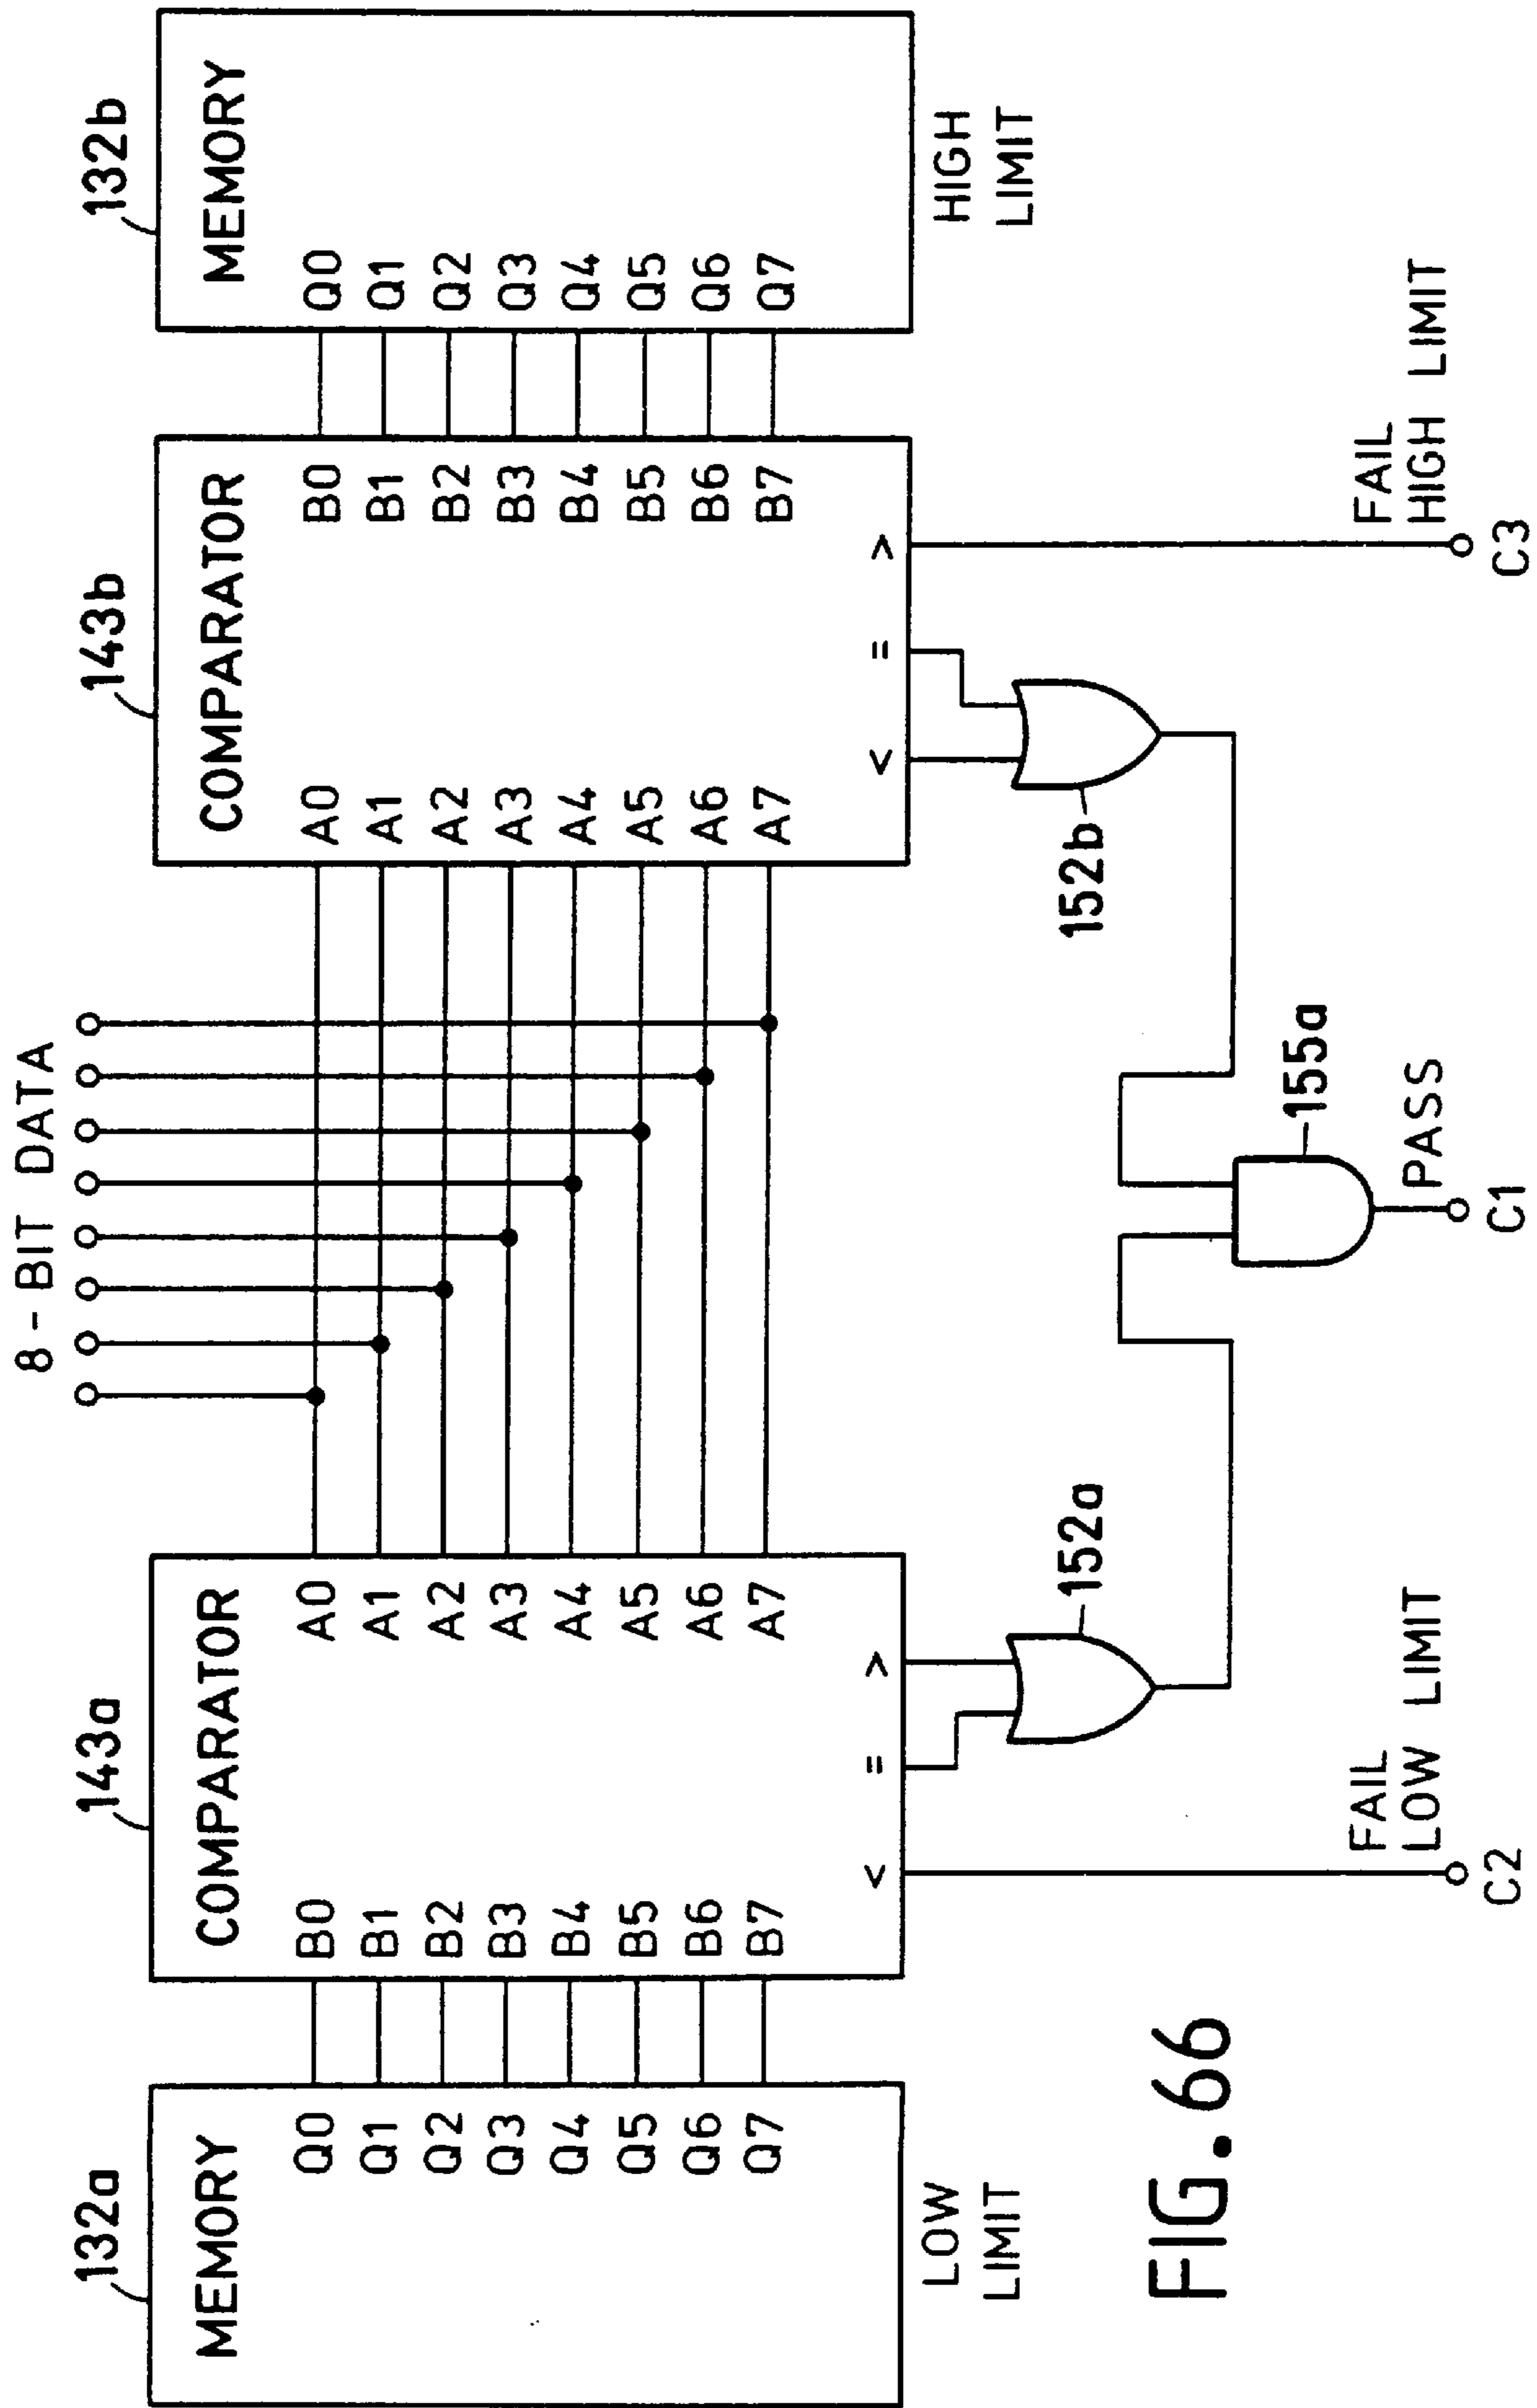 8-BIT DATA
132a
143a
143b
132b
MEMORY
COMPARATOR
COMPARATOR
MEMORY
Q0 B0 A0 A0 B0 Q0
Q1 B1 A1 A1 B1 Q1
Q2 B2 A2 A2 B2 Q2
Q3 B3 A3 A3 B3 Q3
Q4 B4 A4 A4 B4 Q4
Q5 B5 A5 A5 B5 Q5
Q6 B6 A6 A6 B6 Q6
Q7 B7 A7 A7 B7 Q7
< = > < = >
LOW
LIMIT
HIGH
LIMIT
152a
152b
155a
FAIL
LOW LIMIT
C2
PASS
C1
FAIL
HIGH LIMIT
C3
FIG. 66